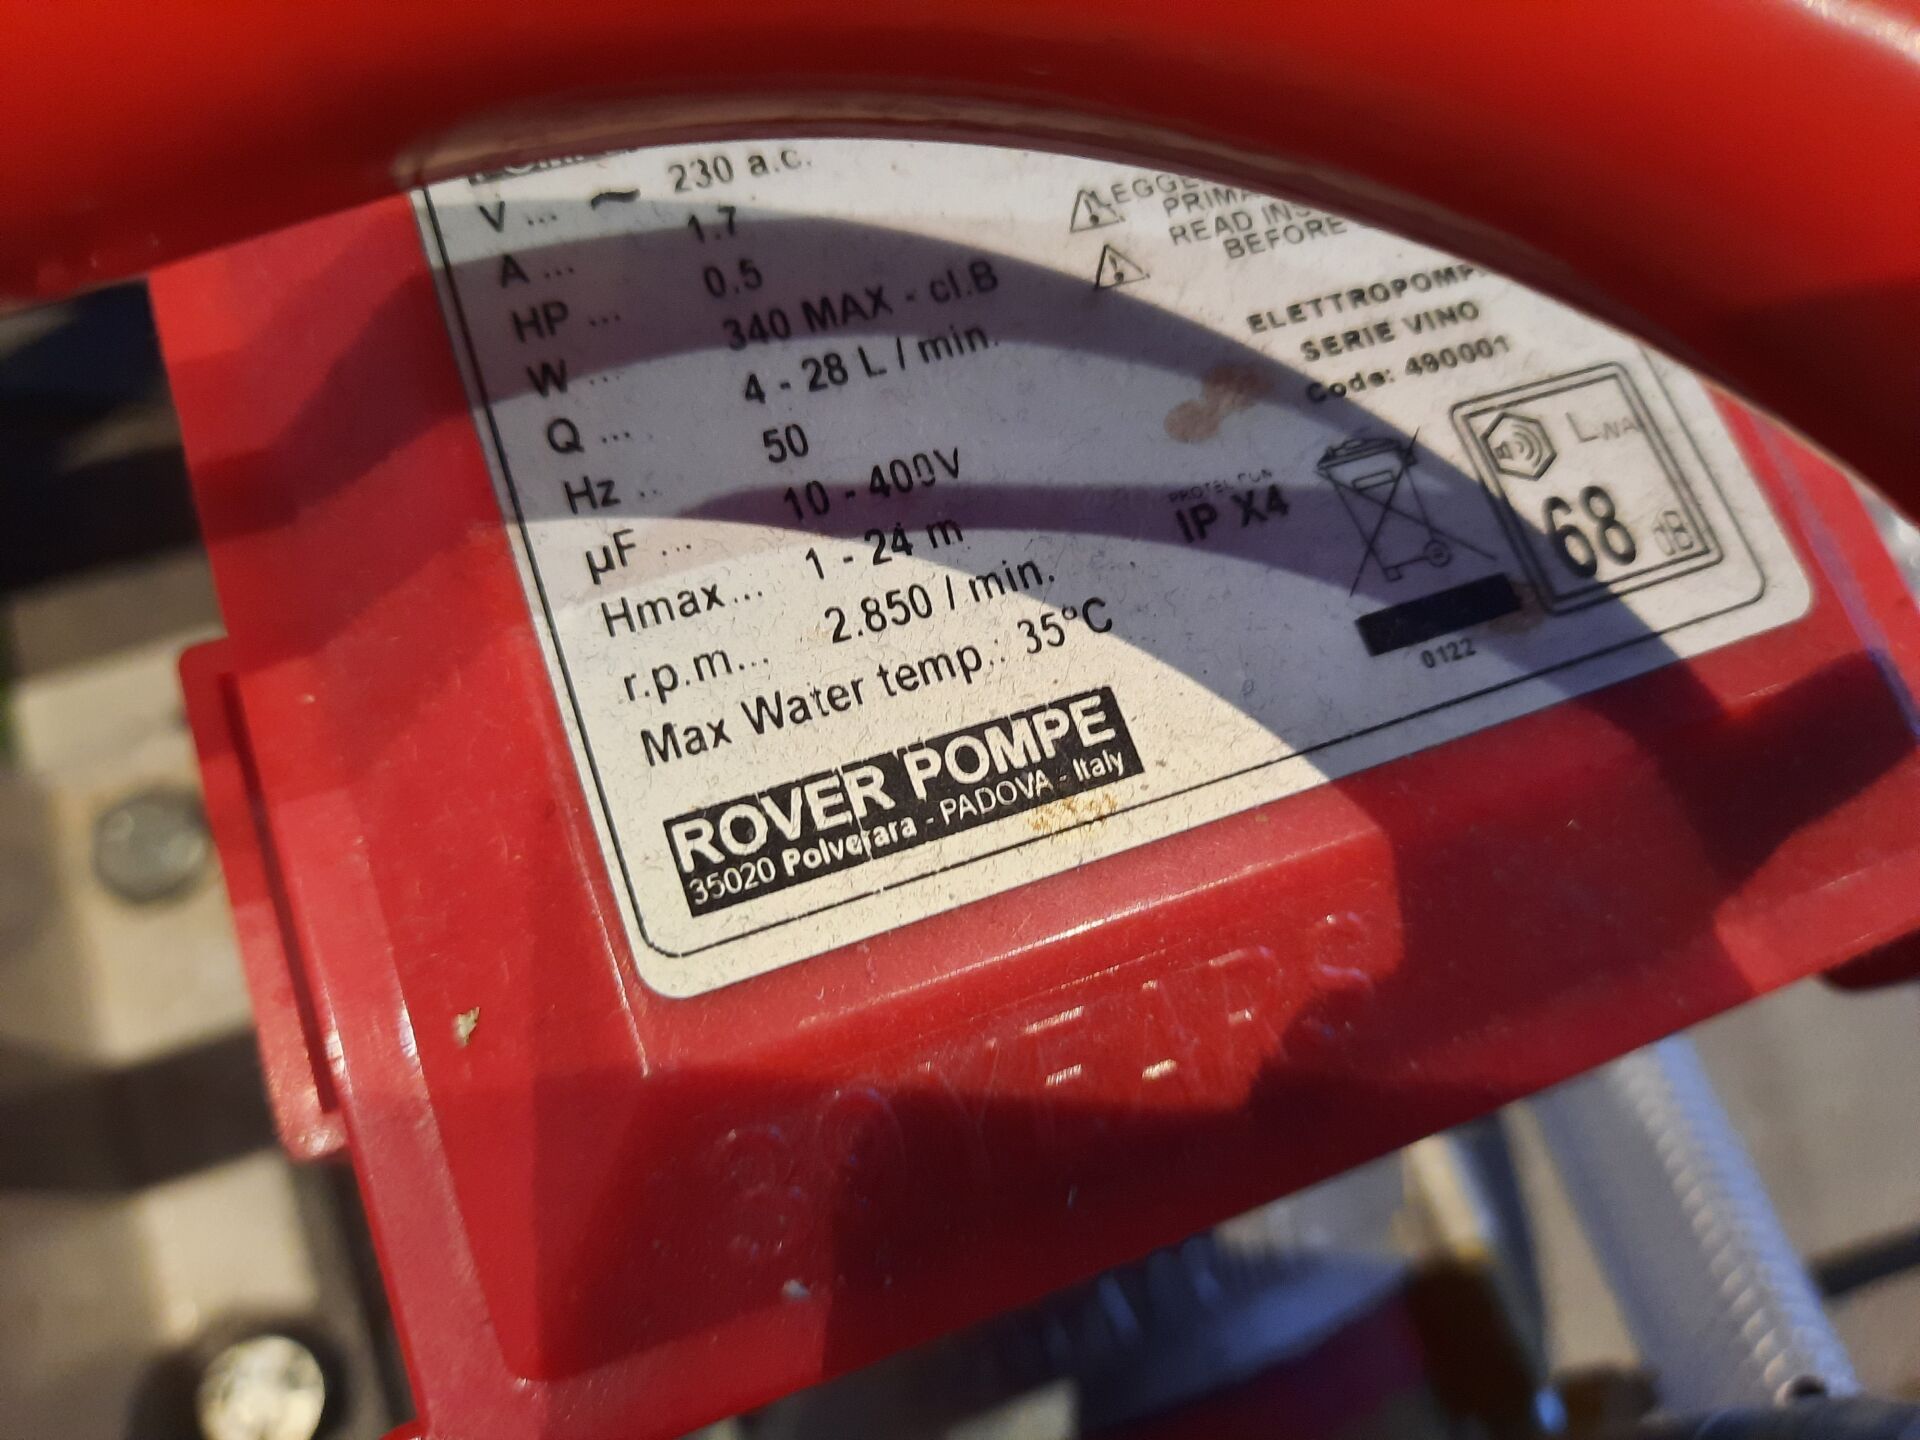 V ... ~ 230 a.c.
A ... 1.7
HP ... 0.5
W ... 340 MAX - cl.B
Q ... 4 - 28 L / min.
Hz .. 50
µF ... 10 - 400V
Hmax... 1 - 24 m
r.p.m... 2.850 / min.
Max Water temp.: 35°C
ROVER POMPE
35020 Polverara - PADOVA - Italy
READ
BEFORE
SERIE VINO
Code: 490001
IP X4
LWA
68 dB
0122
ROVER